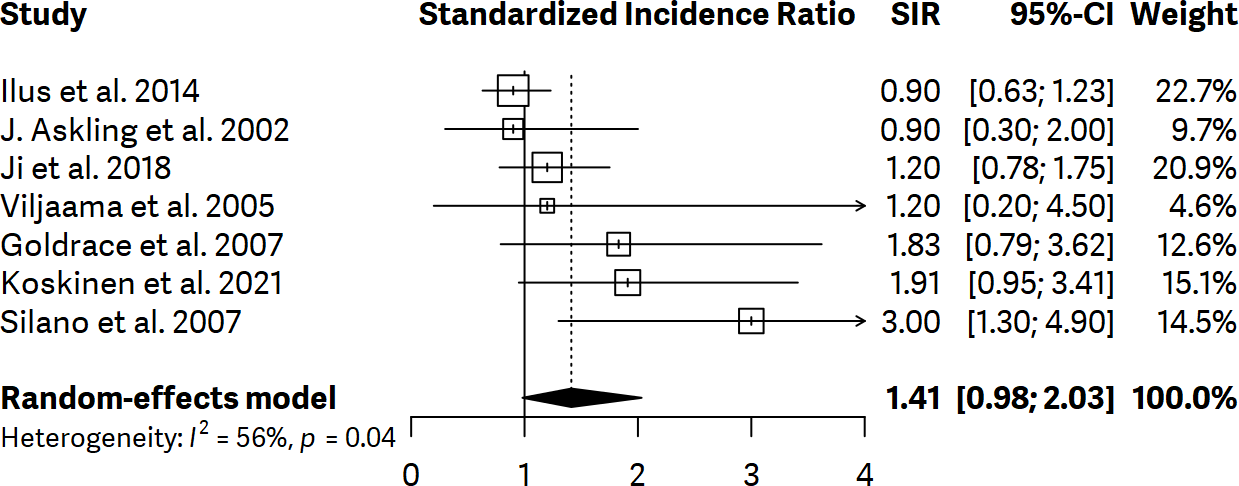 Study Standardized Incidence Ratio SIR 95%-CI Weight
Ilus et al. 2014 0.90 [0.63; 1.23] 22.7%
J. Askling et al. 2002 0.90 [0.30; 2.00] 9.7%
Ji et al. 2018 1.20 [0.78; 1.75] 20.9%
Viljaama et al. 2005 1.20 [0.20; 4.50] 4.6%
Goldrace et al. 2007 1.83 [0.79; 3.62] 12.6%
Koskinen et al. 2021 1.91 [0.95; 3.41] 15.1%
Silano et al. 2007 3.00 [1.30; 4.90] 14.5%
Random-effects model 1.41 [0.98; 2.03] 100.0%
Heterogeneity: I² = 56%, p = 0.04
0 1 2 3 4